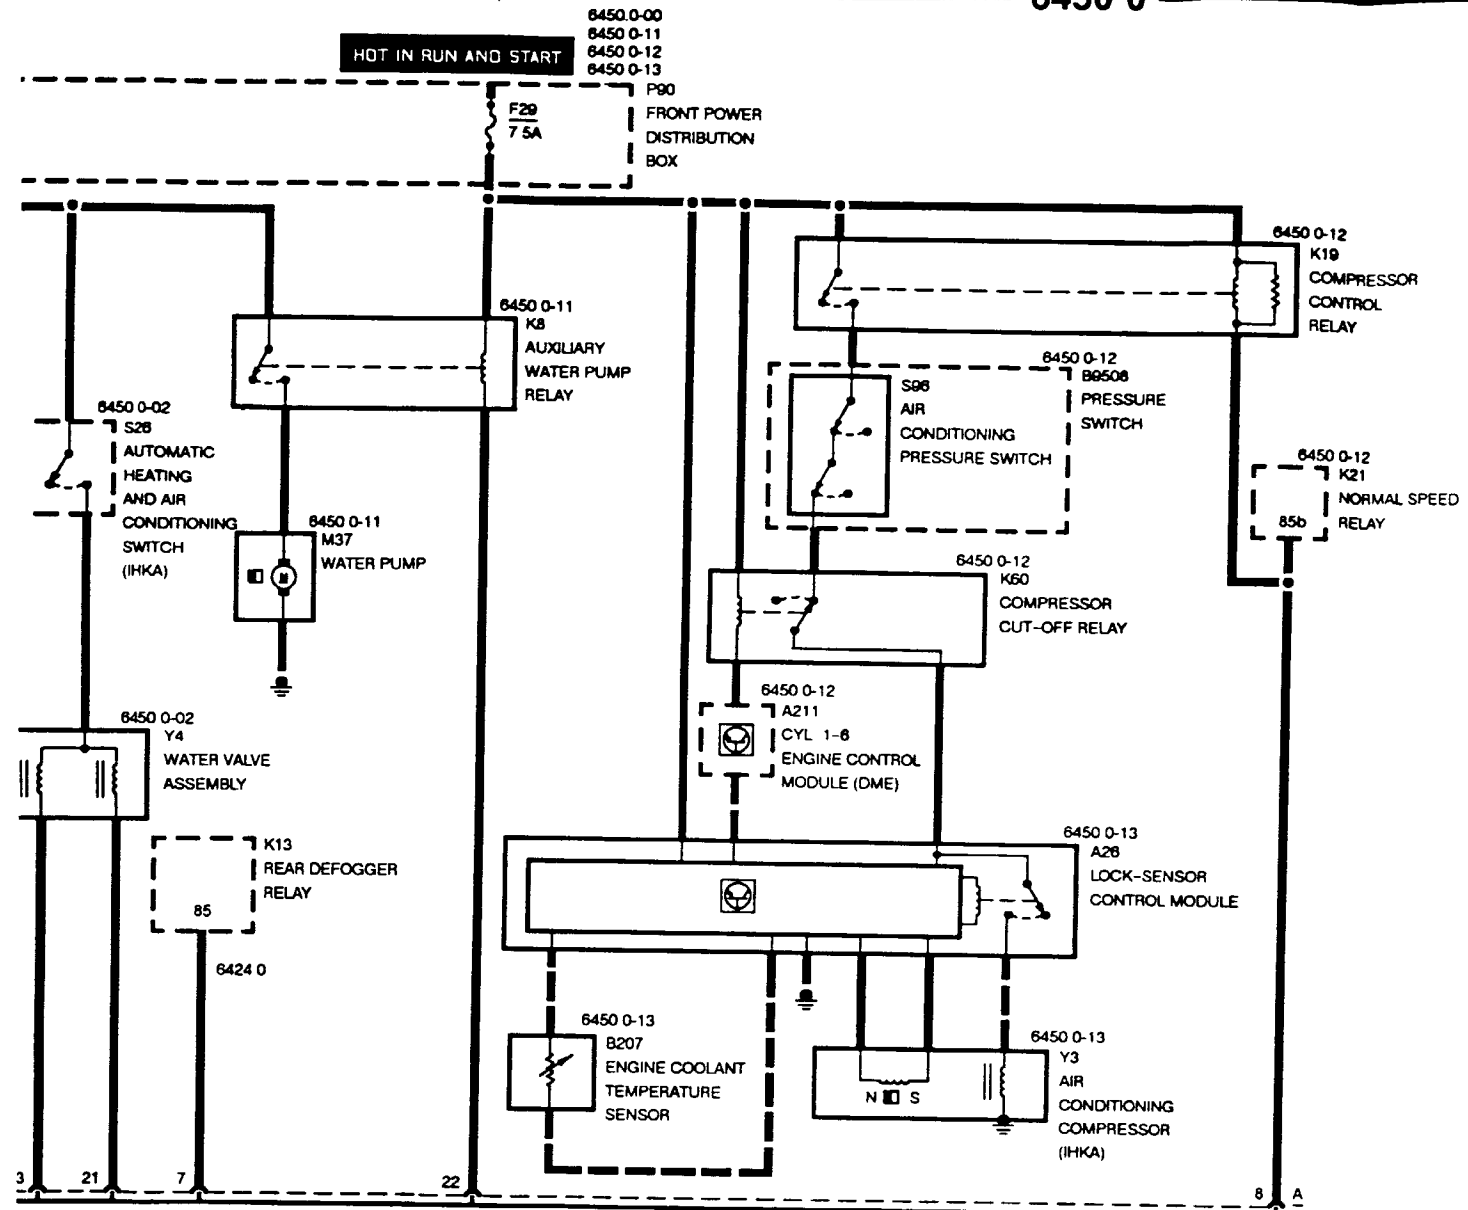 6450 0
6450.0-00
6450 0-11
6450 0-12
6450 0-13
HOT IN RUN AND START
P90
FRONT POWER
DISTRIBUTION
BOX
F29
7 5A
6450 0-12
K19
COMPRESSOR
CONTROL
RELAY
6450 0-11
K8
AUXILIARY
WATER PUMP
RELAY
6450 0-12
B9508
PRESSURE
SWITCH
S98
AIR
CONDITIONING
PRESSURE SWITCH
6450 0-02
S26
AUTOMATIC
HEATING
AND AIR
CONDITIONING
SWITCH
(IHKA)
6450 0-12
K21
NORMAL SPEED
RELAY
85b
6450 0-11
M37
WATER PUMP
M
6450 0-12
K60
COMPRESSOR
CUT-OFF RELAY
6450 0-02
Y4
WATER VALVE
ASSEMBLY
6450 0-12
A211
CYL 1-6
ENGINE CONTROL
MODULE (DME)
K13
REAR DEFOGGER
RELAY
85
6424 0
6450 0-13
A26
LOCK-SENSOR
CONTROL MODULE
6450 0-13
B207
ENGINE COOLANT
TEMPERATURE
SENSOR
6450 0-13
Y3
AIR
CONDITIONING
COMPRESSOR
(IHKA)
N S
3 21 7 22 8 A